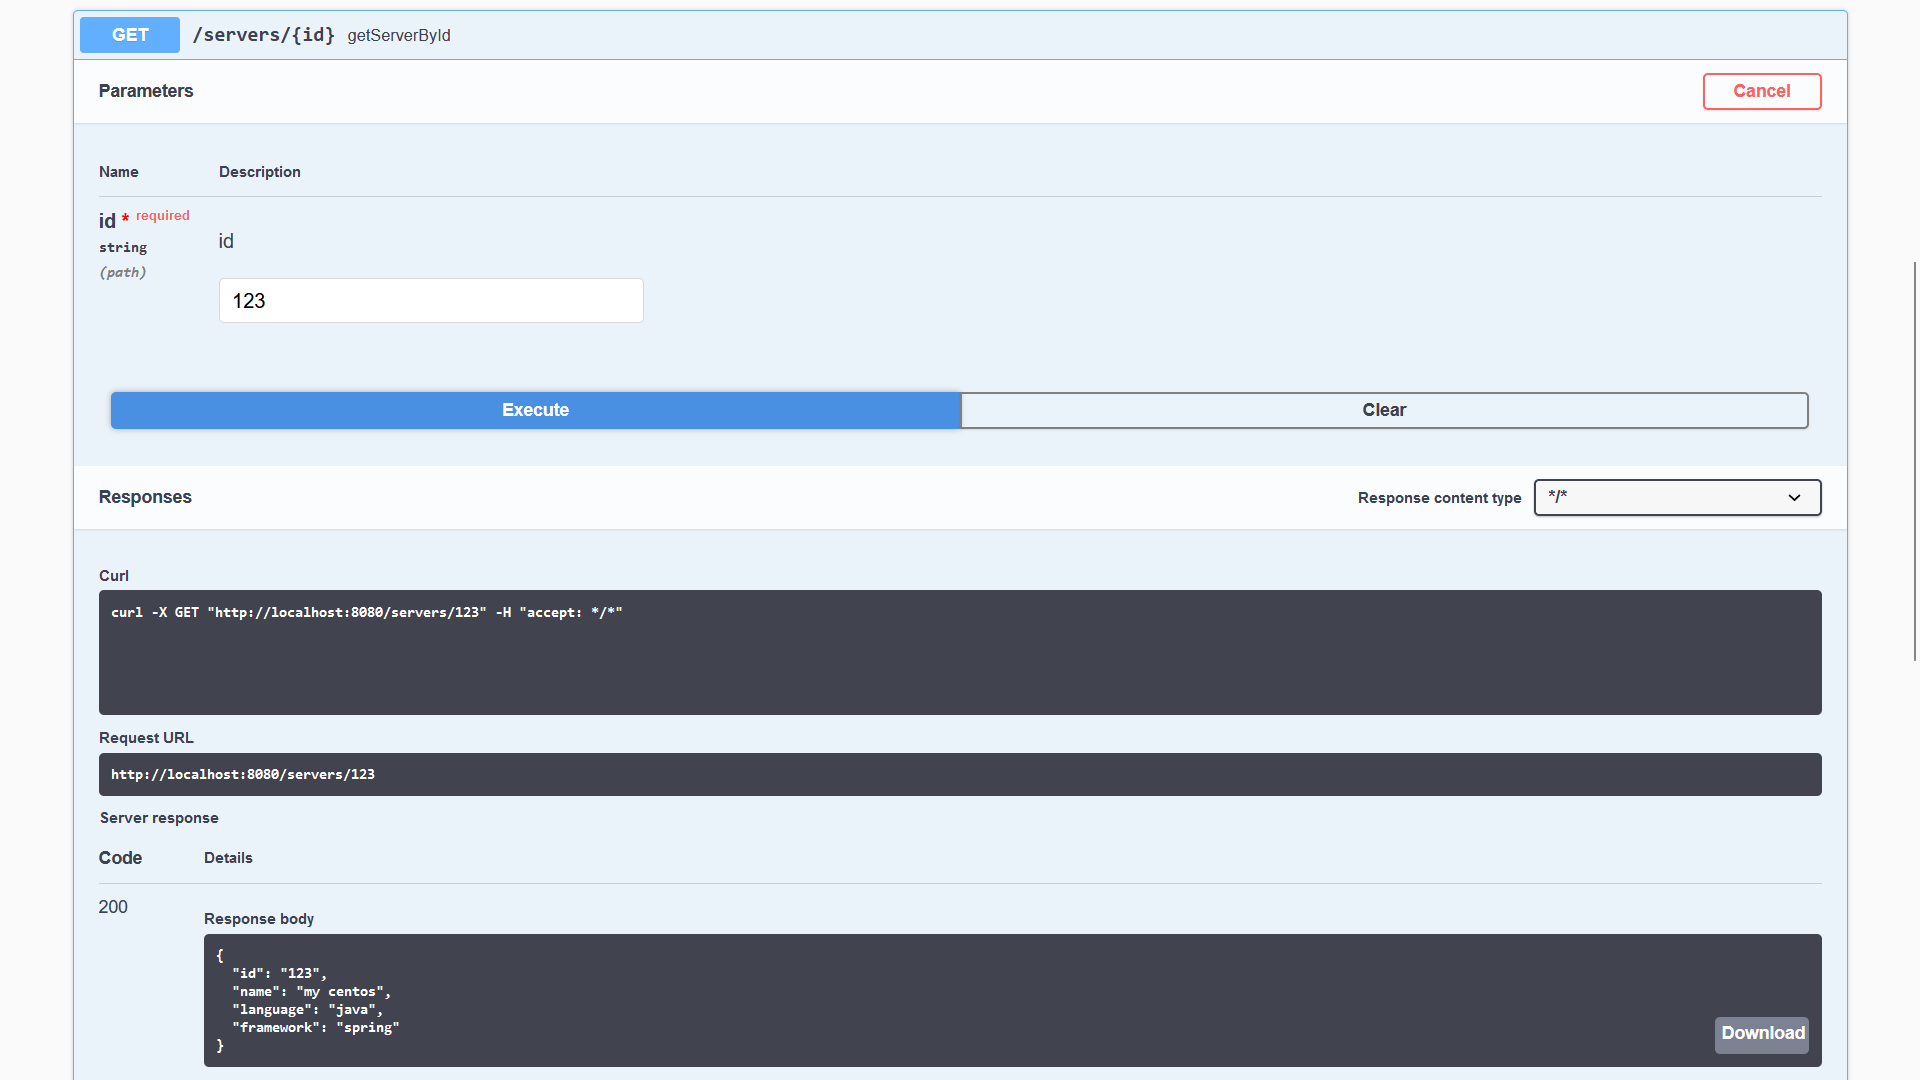 GET /servers/{id} getServerById
Parameters
Cancel
Name Description
id * required
string
(path)
id
123
Execute
Clear
Responses
Response content type */*
Curl
curl -X GET "http://localhost:8080/servers/123" -H "accept: */*"
Request URL
http://localhost:8080/servers/123
Server response
Code Details
200
Response body
{
  "id": "123",
  "name": "my centos",
  "language": "java",
  "framework": "spring"
}
Download